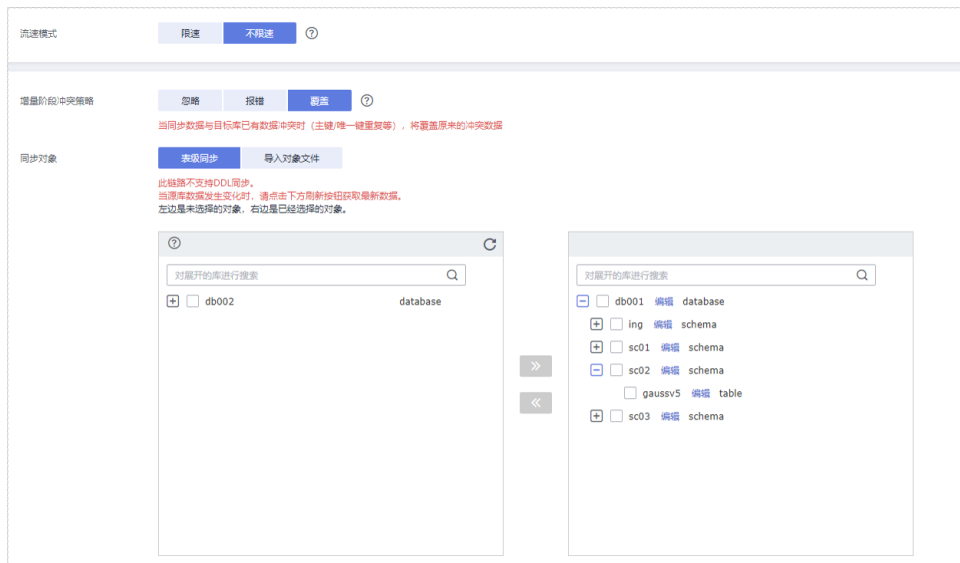 流速模式 限速 不限速
增量阶段冲突策略 忽略 报错 覆盖
当同步数据与目标库已有数据冲突时（主键/唯一键重复等），将覆盖原来的冲突数据
同步对象 表级同步 导入对象文件
此链路不支持DDL同步。
当源库数据发生变化时，请点击下方刷新按钮获取最新数据。
左边是未选择的对象，右边是已经选择的对象。
对展开的库进行搜索
db002 database
对展开的库进行搜索
db001 编辑 database
ing 编辑 schema
sc01 编辑 schema
sc02 编辑 schema
gaussv5 编辑 table
sc03 编辑 schema